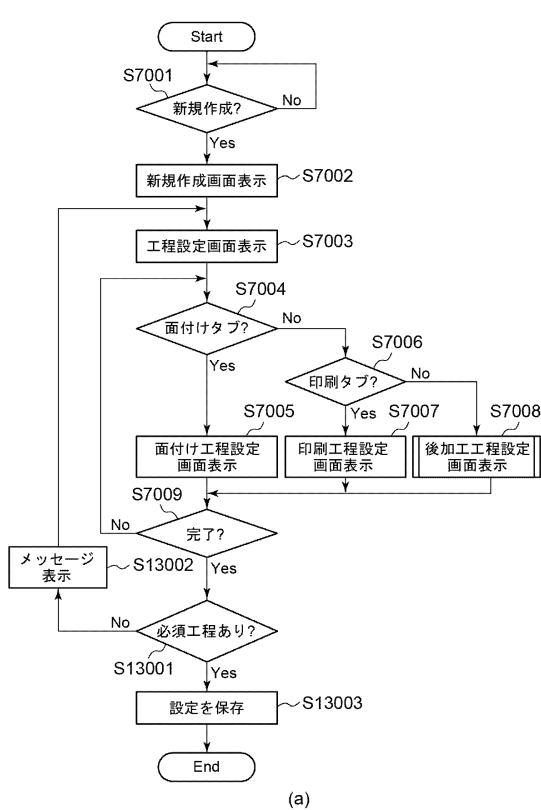 Start
S7001
新規作成?
No
Yes
新規作成画面表示
S7002
工程設定画面表示
S7003
S7004
面付けタブ?
No
Yes
S7006
印刷タブ?
No
Yes
S7005
S7007
S7008
面付け工程設定
画面表示
印刷工程設定
画面表示
後加工工程設定
画面表示
S7009
完了?
No
Yes
メッセージ
表示
S13002
必須工程あり?
No
S13001
Yes
設定を保存
S13003
End
(a)